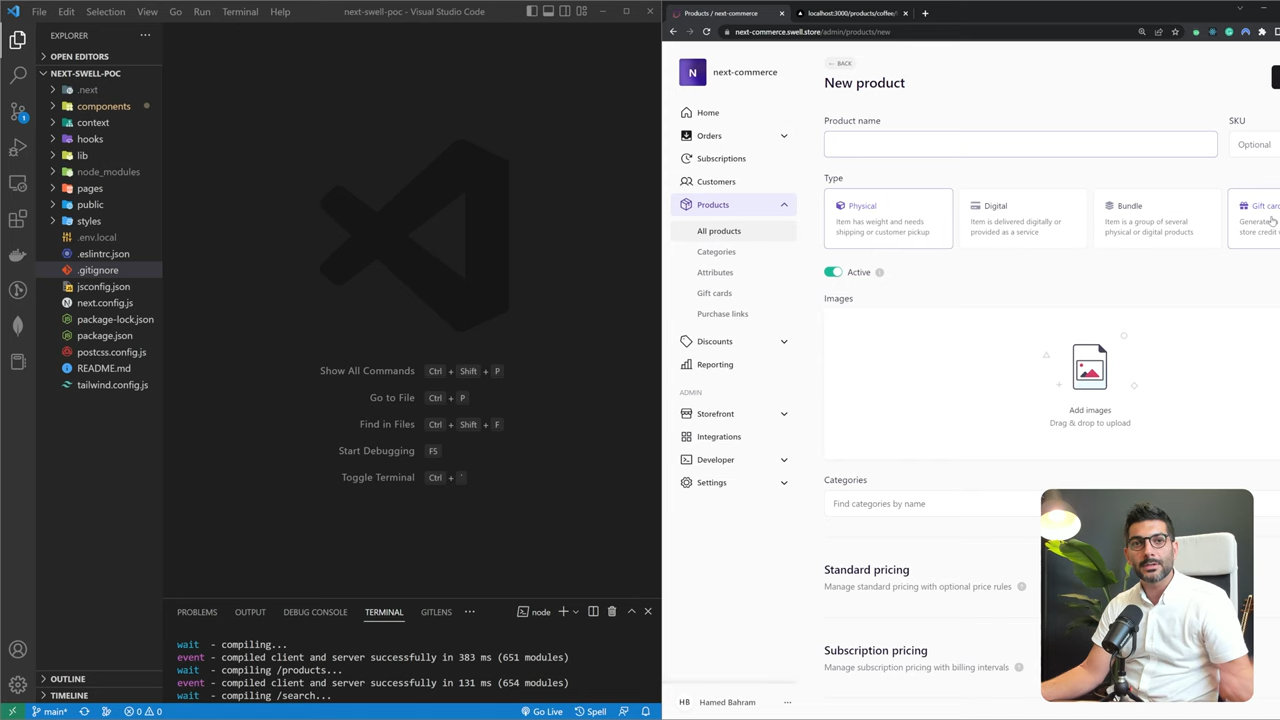 File Edit Selection View Go Run Terminal Help next-swell-poc - Visual Studio Code
EXPLORER
OPEN EDITORS
NEXT-SWELL-POC
.next
components
context
hooks
lib
node_modules
pages
public
styles
.env.local
.eslintrc.json
.gitignore
jsconfig.json
next.config.js
package-lock.json
package.json
postcss.config.js
README.md
tailwind.config.js
OUTLINE
TIMELINE
1
Show All Commands Ctrl + Shift + P
Go to File Ctrl + P
Find in Files Ctrl + Shift + F
Start Debugging F5
Toggle Terminal Ctrl + `
PROBLEMS OUTPUT DEBUG CONSOLE TERMINAL GITLENS node
wait - compiling...
event - compiled client and server successfully in 383 ms (651 modules)
wait - compiling /products...
event - compiled client and server successfully in 131 ms (654 modules)
wait - compiling /search...
main* 0 0 Go Live Spell
Products / next-commerce localhost:3000/products/coffee/
next-commerce.swell.store/admin/products/new
N next-commerce
Home
Orders
Subscriptions
Customers
Products
All products
Categories
Attributes
Gift cards
Purchase links
Discounts
Reporting
ADMIN
Storefront
Integrations
Developer
Settings
HB Hamed Bahram
← BACK
New product
Product name SKU
Optional
Type
Physical
Item has weight and needs
shipping or customer pickup
Digital
Item is delivered digitally or
provided as a service
Bundle
Item is a group of several
physical or digital products
Gift card
Generate
store credit
Active
Images
Add images
Drag & drop to upload
Categories
Find categories by name
Standard pricing
Manage standard pricing with optional price rules
Subscription pricing
Manage subscription pricing with billing intervals